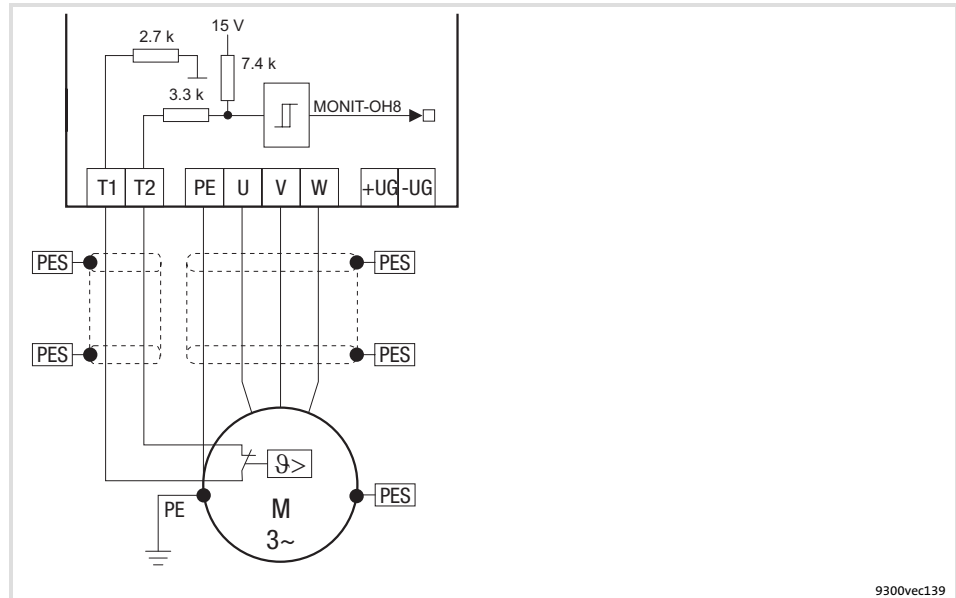 15 V
2.7 k
7.4 k
3.3 k
MONIT-OH8
T1 T2 PE U V W +UG -UG
PES PES
PES PES
ϑ>
PE M PES
3~
9300vec139